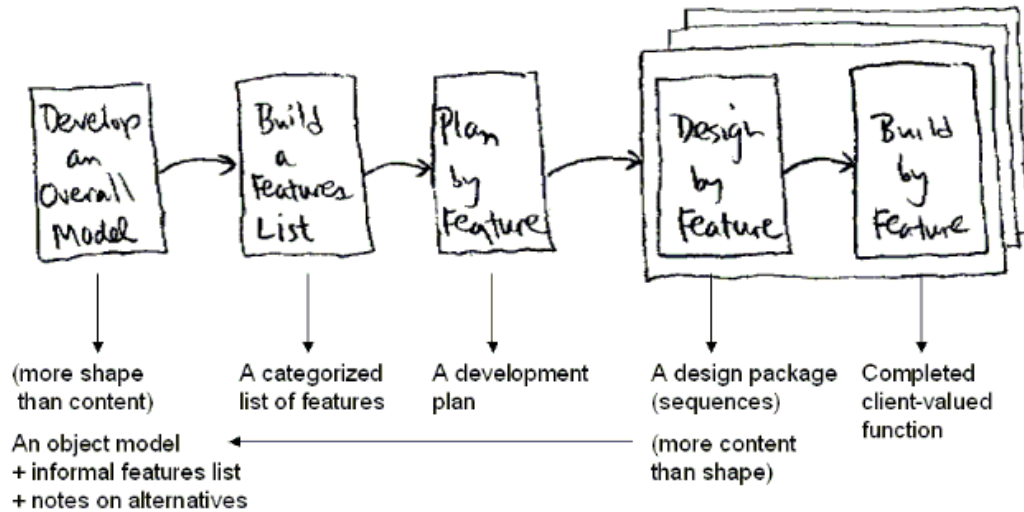 Develop
an
Overall
Model
Build
a
Features
List
Plan
by
Feature
Design
by
Feature
Build
by
Feature
(more shape
than content)
An object model
+ informal features list
+ notes on alternatives
A categorized
list of features
A development
plan
A design package
(sequences)
(more content
than shape)
Completed
client-valued
function